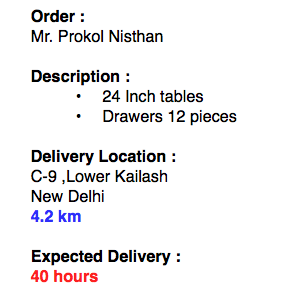 Order :
Mr. Prokol Nisthan
Description :
• 24 Inch tables
• Drawers 12 pieces
Delivery Location :
C-9 ,Lower Kailash
New Delhi
4.2 km
Expected Delivery :
40 hours